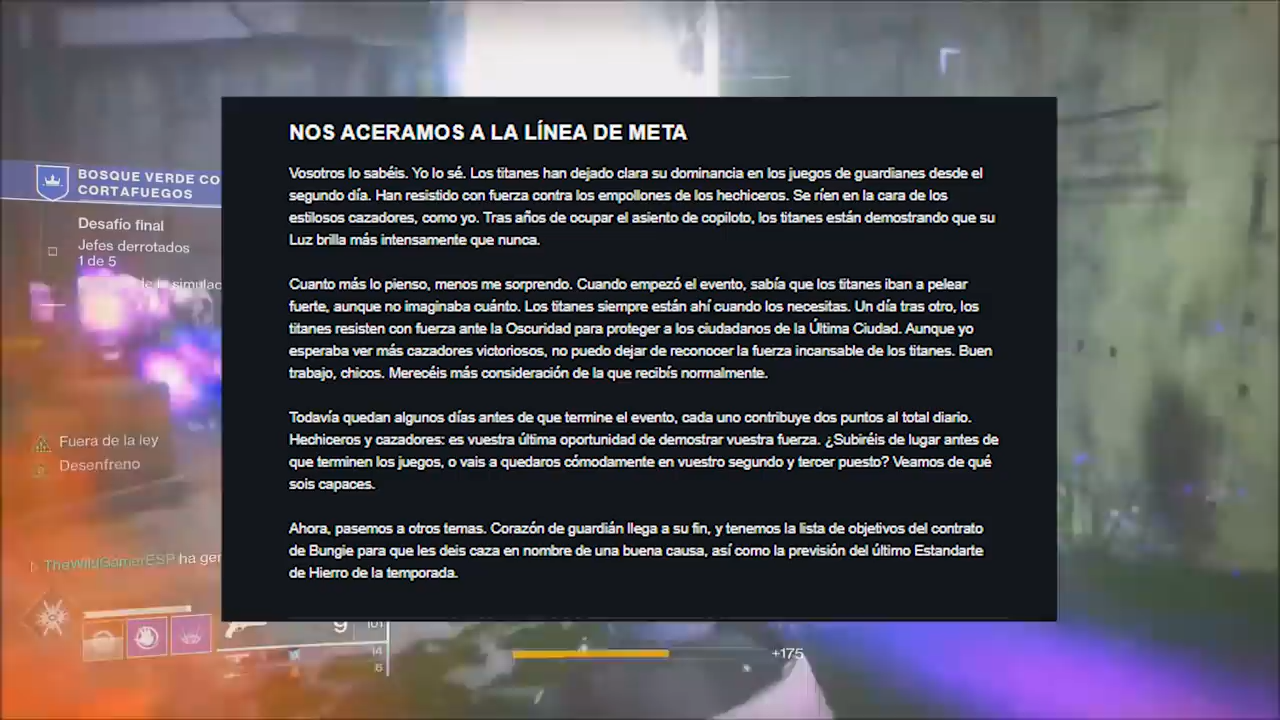 NOS ACERAMOS A LA LÍNEA DE META
Vosotros lo sabéis. Yo lo sé. Los titanes han dejado clara su dominancia en los juegos de guardianes desde el
segundo día. Han resistido con fuerza contra los empollones de los hechiceros. Se ríen en la cara de los
estilosos cazadores, como yo. Tras años de ocupar el asiento de copiloto, los titanes están demostrando que su
Luz brilla más intensamente que nunca.
Cuanto más lo pienso, menos me sorprendo. Cuando empezó el evento, sabía que los titanes iban a pelear
fuerte, aunque no imaginaba cuánto. Los titanes siempre están ahí cuando los necesitas. Un día tras otro, los
titanes resisten con fuerza ante la Oscuridad para proteger a los ciudadanos de la Última Ciudad. Aunque yo
esperaba ver más cazadores victoriosos, no puedo dejar de reconocer la fuerza incansable de los titanes. Buen
trabajo, chicos. Merecéis más consideración de la que recibís normalmente.
Todavía quedan algunos días antes de que termine el evento, cada uno contribuye dos puntos al total diario.
Hechiceros y cazadores: es vuestra última oportunidad de demostrar vuestra fuerza. ¿Subiréis de lugar antes de
que terminen los juegos, o vais a quedaros cómodamente en vuestro segundo y tercer puesto? Veamos de qué
sois capaces.
Ahora, pasemos a otros temas. Corazón de guardián llega a su fin, y tenemos la lista de objetivos del contrato
de Bungie para que les deis caza en nombre de una buena causa, así como la previsión del último Estandarte
de Hierro de la temporada.
BOSQUE VERDE CO
CORTAFUEGOS
Desafío final
Jefes derrotados
1 de 5
de la simulac
Fuera de la ley
Desenfreno
TheWildGamerESP ha ger
9
101
14
6
+175